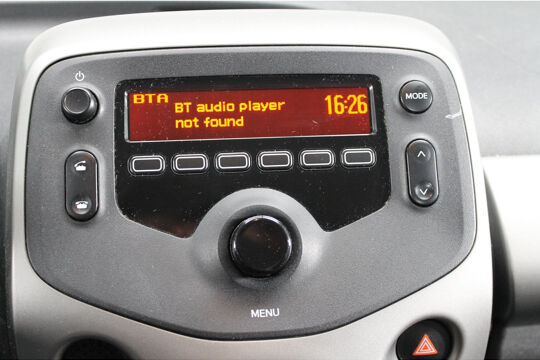 BTA
BT audio player
not found
16:26
MODE
MENU